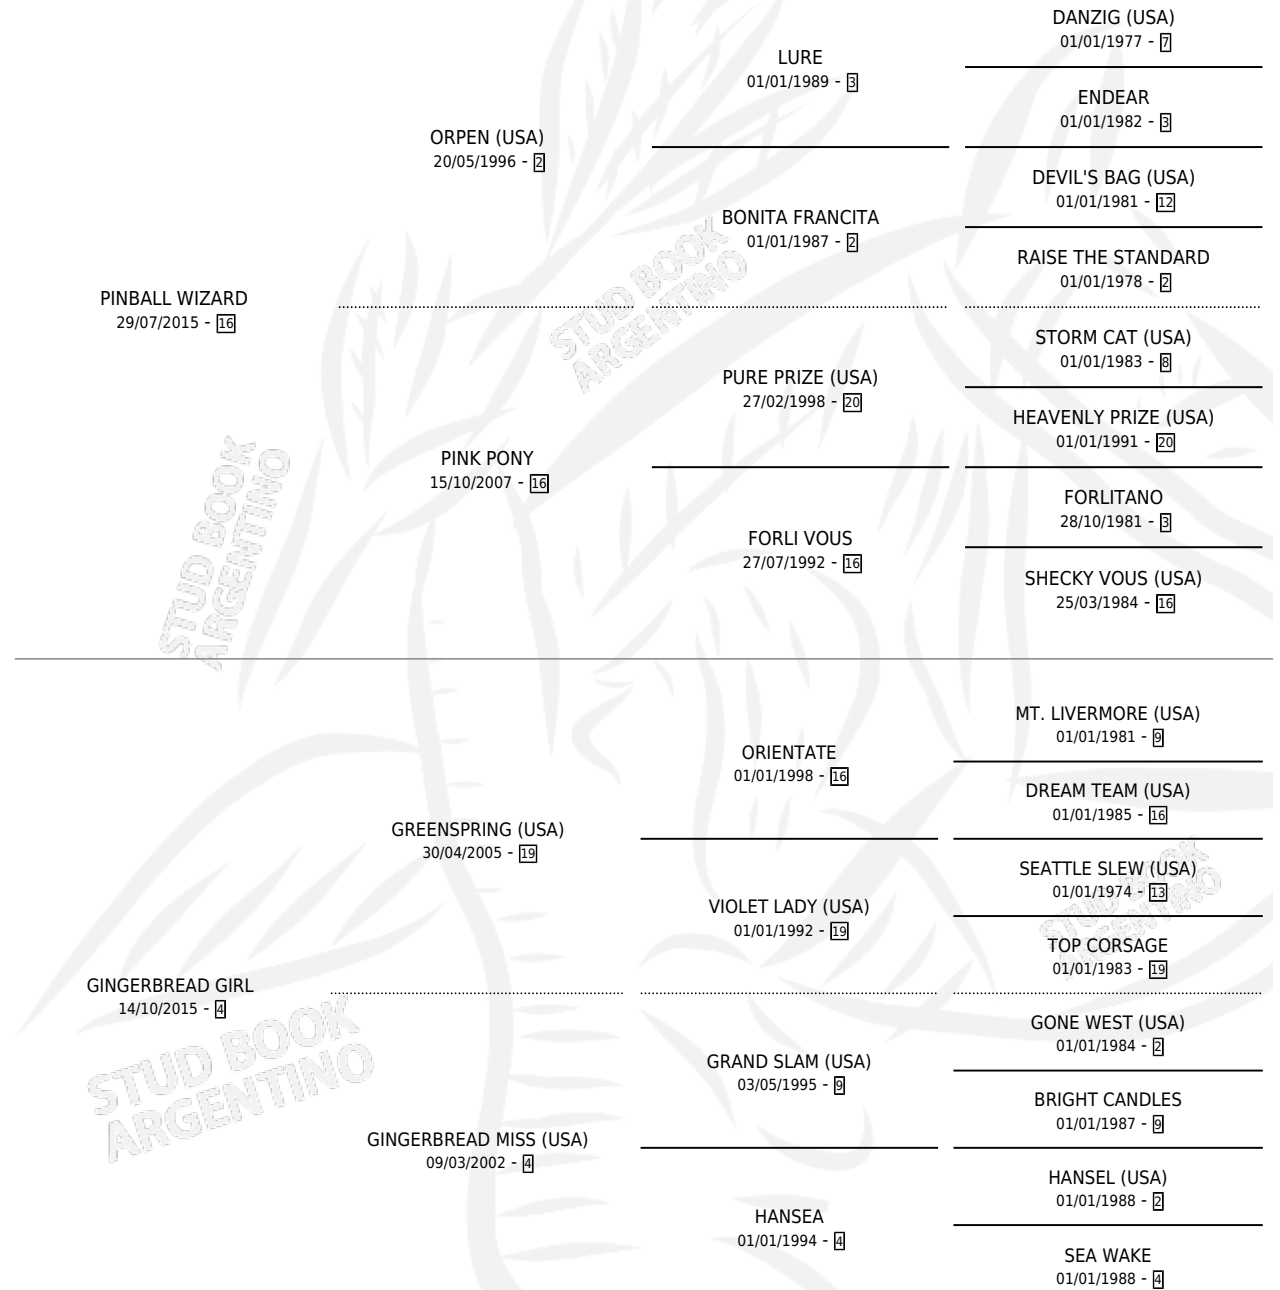 DANZIG (USA)
01/01/1977 - 7
LURE
01/01/1989 - 3
ENDEAR
01/01/1982 - 3
ORPEN (USA)
20/05/1996 - 2
DEVIL'S BAG (USA)
01/01/1981 - 12
BONITA FRANCITA
01/01/1987 - 2
RAISE THE STANDARD
01/01/1978 - 2
PINBALL WIZARD
29/07/2015 - 16
STORM CAT (USA)
01/01/1983 - 8
PURE PRIZE (USA)
27/02/1998 - 20
HEAVENLY PRIZE (USA)
01/01/1991 - 20
PINK PONY
15/10/2007 - 16
FORLITANO
28/10/1981 - 3
FORLI VOUS
27/07/1992 - 16
SHECKY VOUS (USA)
25/03/1984 - 16
MT. LIVERMORE (USA)
01/01/1981 - 9
ORIENTATE
01/01/1998 - 16
DREAM TEAM (USA)
01/01/1985 - 16
GREENSPRING (USA)
30/04/2005 - 19
SEATTLE SLEW (USA)
01/01/1974 - 13
VIOLET LADY (USA)
01/01/1992 - 19
TOP CORSAGE
01/01/1983 - 19
GINGERBREAD GIRL
14/10/2015 - 4
GONE WEST (USA)
01/01/1984 - 2
GRAND SLAM (USA)
03/05/1995 - 9
BRIGHT CANDLES
01/01/1987 - 9
GINGERBREAD MISS (USA)
09/03/2002 - 4
HANSEL (USA)
01/01/1988 - 2
HANSEA
01/01/1994 - 4
SEA WAKE
01/01/1988 - 4
STUD BOOK
ARGENTINO
STUD BOOK
ARGENTINO
STUD BOOK
ARGENTINO
STUD BOOK
ARGENTINO